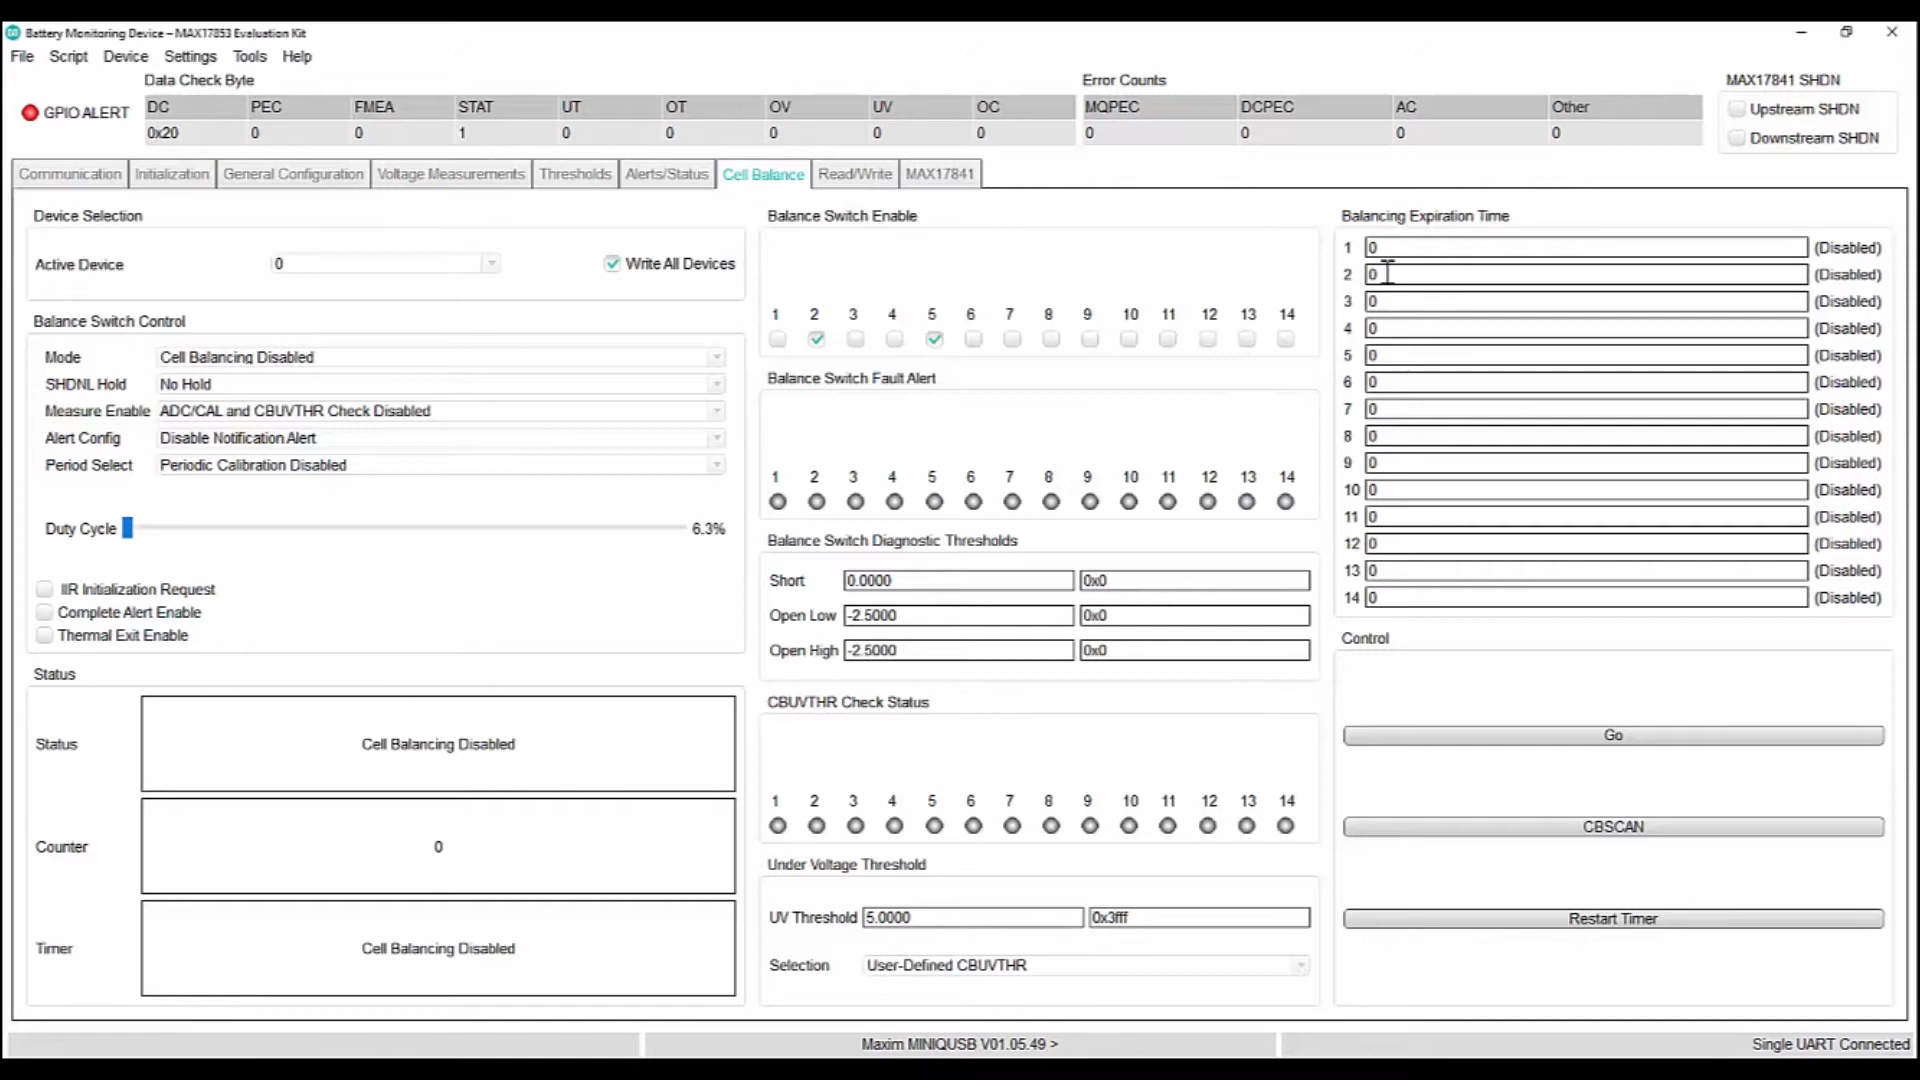 Battery Monitoring Device – MAX17853 Evaluation Kit
File Script Device Settings Tools Help
Data Check Byte
Error Counts
MAX17841 SHDN
GPIO ALERT
DC PEC FMEA STAT UT OT OV UV OC
0x20 0 0 1 0 0 0 0 0
MQPEC DCPEC AC Other
0 0 0 0
Upstream SHDN
Downstream SHDN
Communication Initialization General Configuration Voltage Measurements Thresholds Alerts/Status Cell Balance Read/Write MAX17841
Device Selection
Active Device 0 Write All Devices
Balance Switch Control
Mode Cell Balancing Disabled
SHDNL Hold No Hold
Measure Enable ADC/CAL and CBUVTHR Check Disabled
Alert Config Disable Notification Alert
Period Select Periodic Calibration Disabled
Duty Cycle 6.3%
IIR Initialization Request
Complete Alert Enable
Thermal Exit Enable
Status
Status Cell Balancing Disabled
Counter 0
Timer Cell Balancing Disabled
Balance Switch Enable
1 2 3 4 5 6 7 8 9 10 11 12 13 14
Balance Switch Fault Alert
1 2 3 4 5 6 7 8 9 10 11 12 13 14
Balance Switch Diagnostic Thresholds
Short 0.0000 0x0
Open Low -2.5000 0x0
Open High -2.5000 0x0
CBUVTHR Check Status
1 2 3 4 5 6 7 8 9 10 11 12 13 14
Under Voltage Threshold
UV Threshold 5.0000 0x3fff
Selection User-Defined CBUVTHR
Balancing Expiration Time
1 0 (Disabled)
2 0 (Disabled)
3 0 (Disabled)
4 0 (Disabled)
5 0 (Disabled)
6 0 (Disabled)
7 0 (Disabled)
8 0 (Disabled)
9 0 (Disabled)
10 0 (Disabled)
11 0 (Disabled)
12 0 (Disabled)
13 0 (Disabled)
14 0 (Disabled)
Control
Go
CBSCAN
Restart Timer
Maxim MINIQUSB V01.05.49 >
Single UART Connected